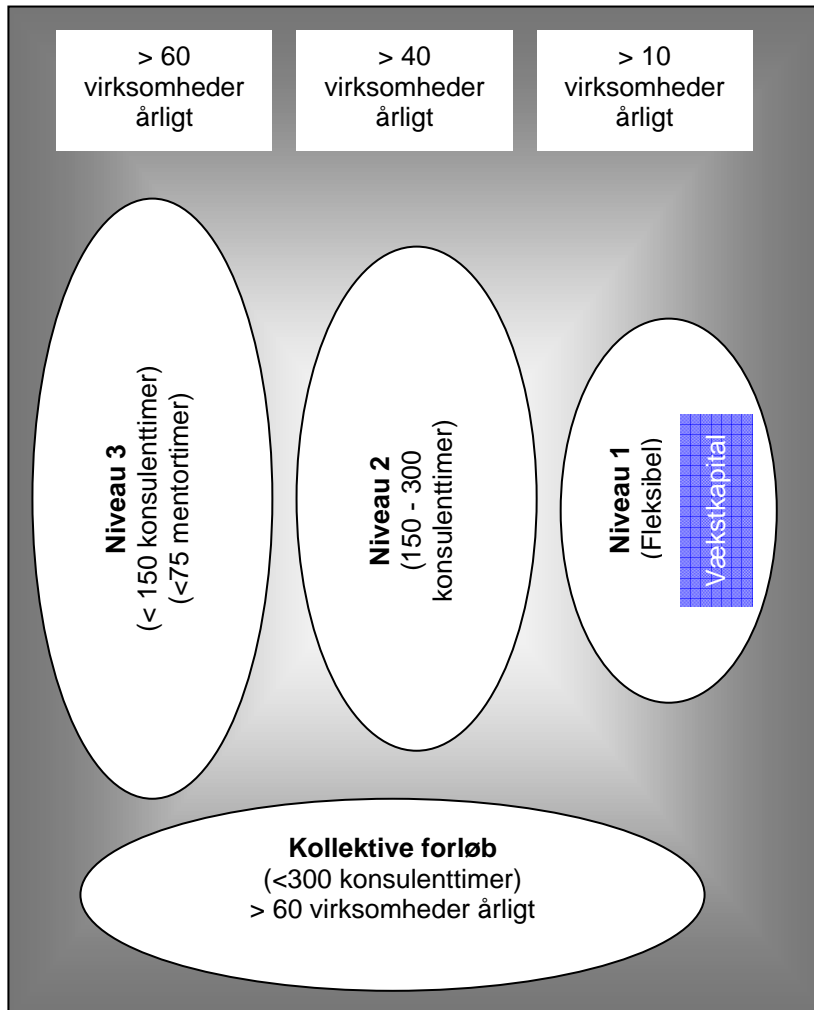 > 60
virksomheder
årligt
> 40
virksomheder
årligt
> 10
virksomheder
årligt
Niveau 3
(< 150 konsulenttimer)
(<75 mentortimer)
Niveau 2
(150 - 300
konsulenttimer)
Niveau 1
(Fleksibel)
Vækstkapital
Kollektive forløb
(<300 konsulenttimer)
> 60 virksomheder årligt